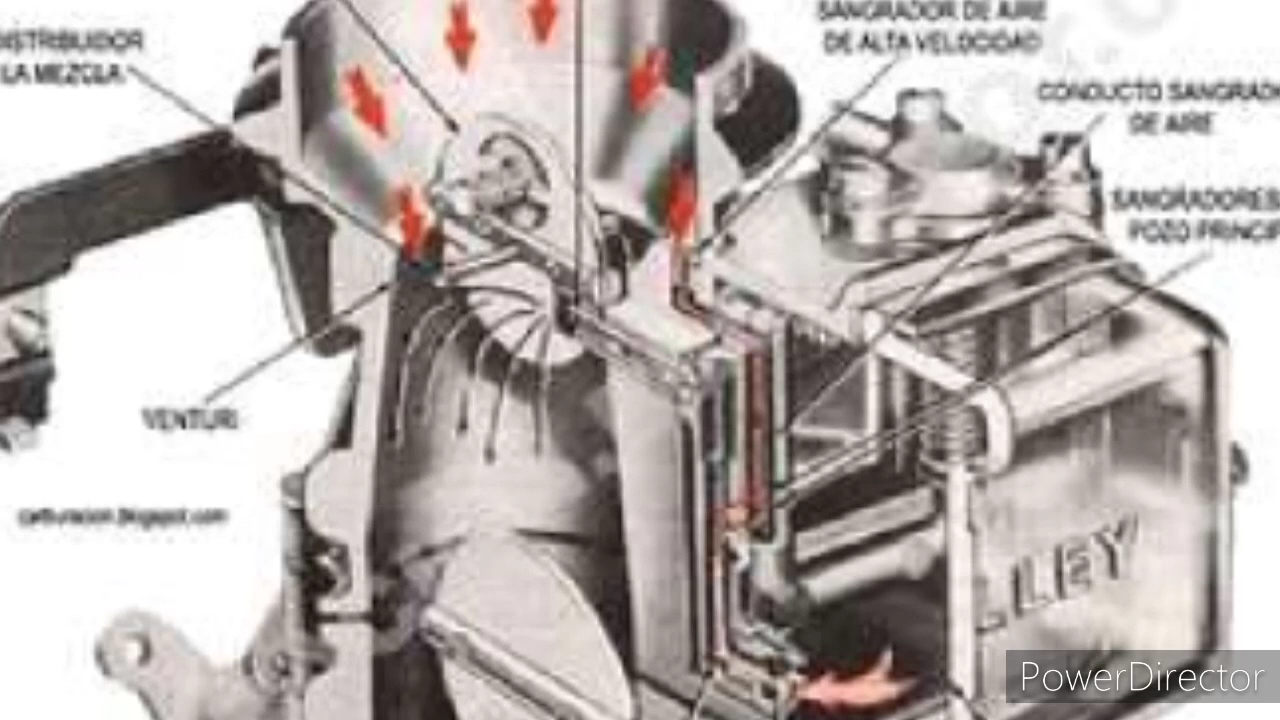 SANGRADOR DE AIRE
DE ALTA VELOCIDAD
DISTRIBUIDOR
LA MEZCLA
CONDUCTO SANGRAD
DE AIRE
SANGRADORES
POZO PRINCIP
VENTURI
carburacion.blogspot.com
LLEY
PowerDirector